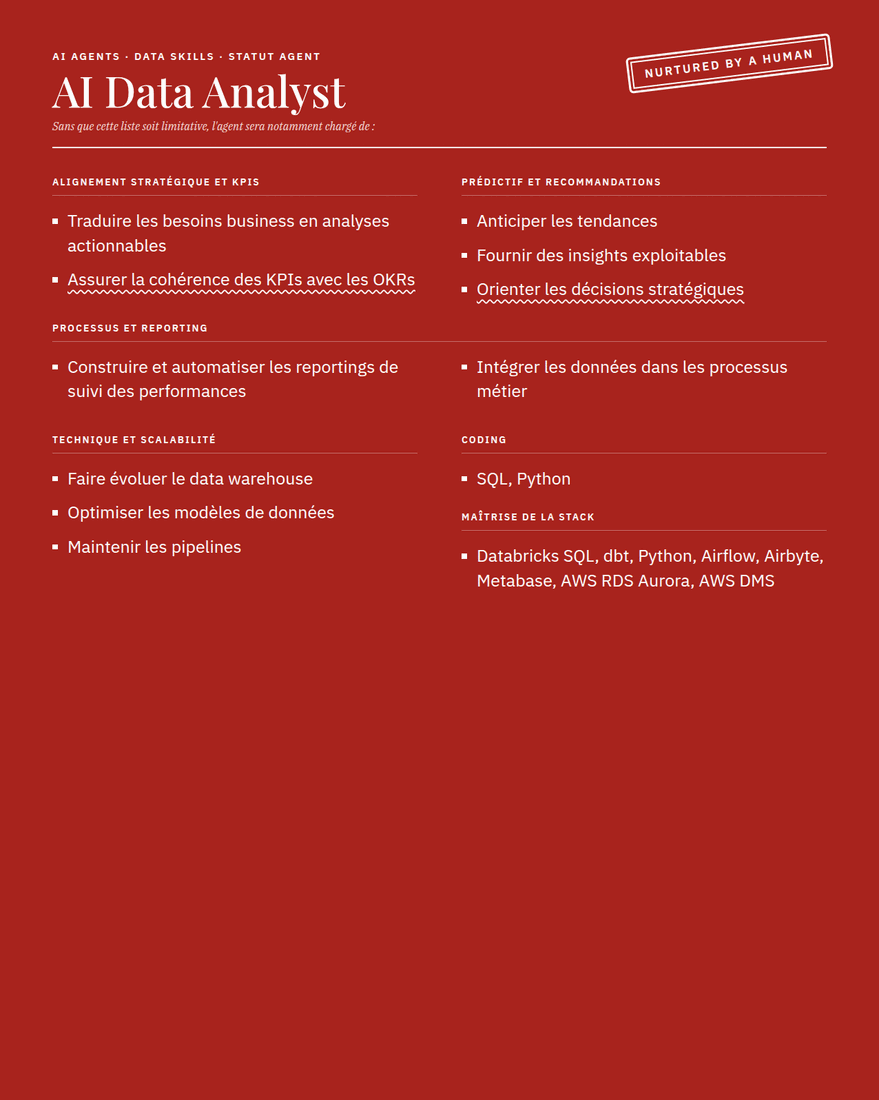 AI AGENTS · DATA SKILLS · STATUT AGENT
AI Data Analyst
Sans que cette liste soit limitative, l'agent sera notamment chargé de :
NURTURED BY A HUMAN
ALIGNEMENT STRATÉGIQUE ET KPIS
Traduire les besoins business en analyses
actionnables
Assurer la cohérence des KPIs avec les OKRs
PRÉDICTIF ET RECOMMANDATIONS
Anticiper les tendances
Fournir des insights exploitables
Orienter les décisions stratégiques
PROCESSUS ET REPORTING
Construire et automatiser les reportings de
suivi des performances
Intégrer les données dans les processus
métier
TECHNIQUE ET SCALABILITÉ
Faire évoluer le data warehouse
Optimiser les modèles de données
Maintenir les pipelines
CODING
SQL, Python
MAÎTRISE DE LA STACK
Databricks SQL, dbt, Python, Airflow, Airbyte,
Metabase, AWS RDS Aurora, AWS DMS